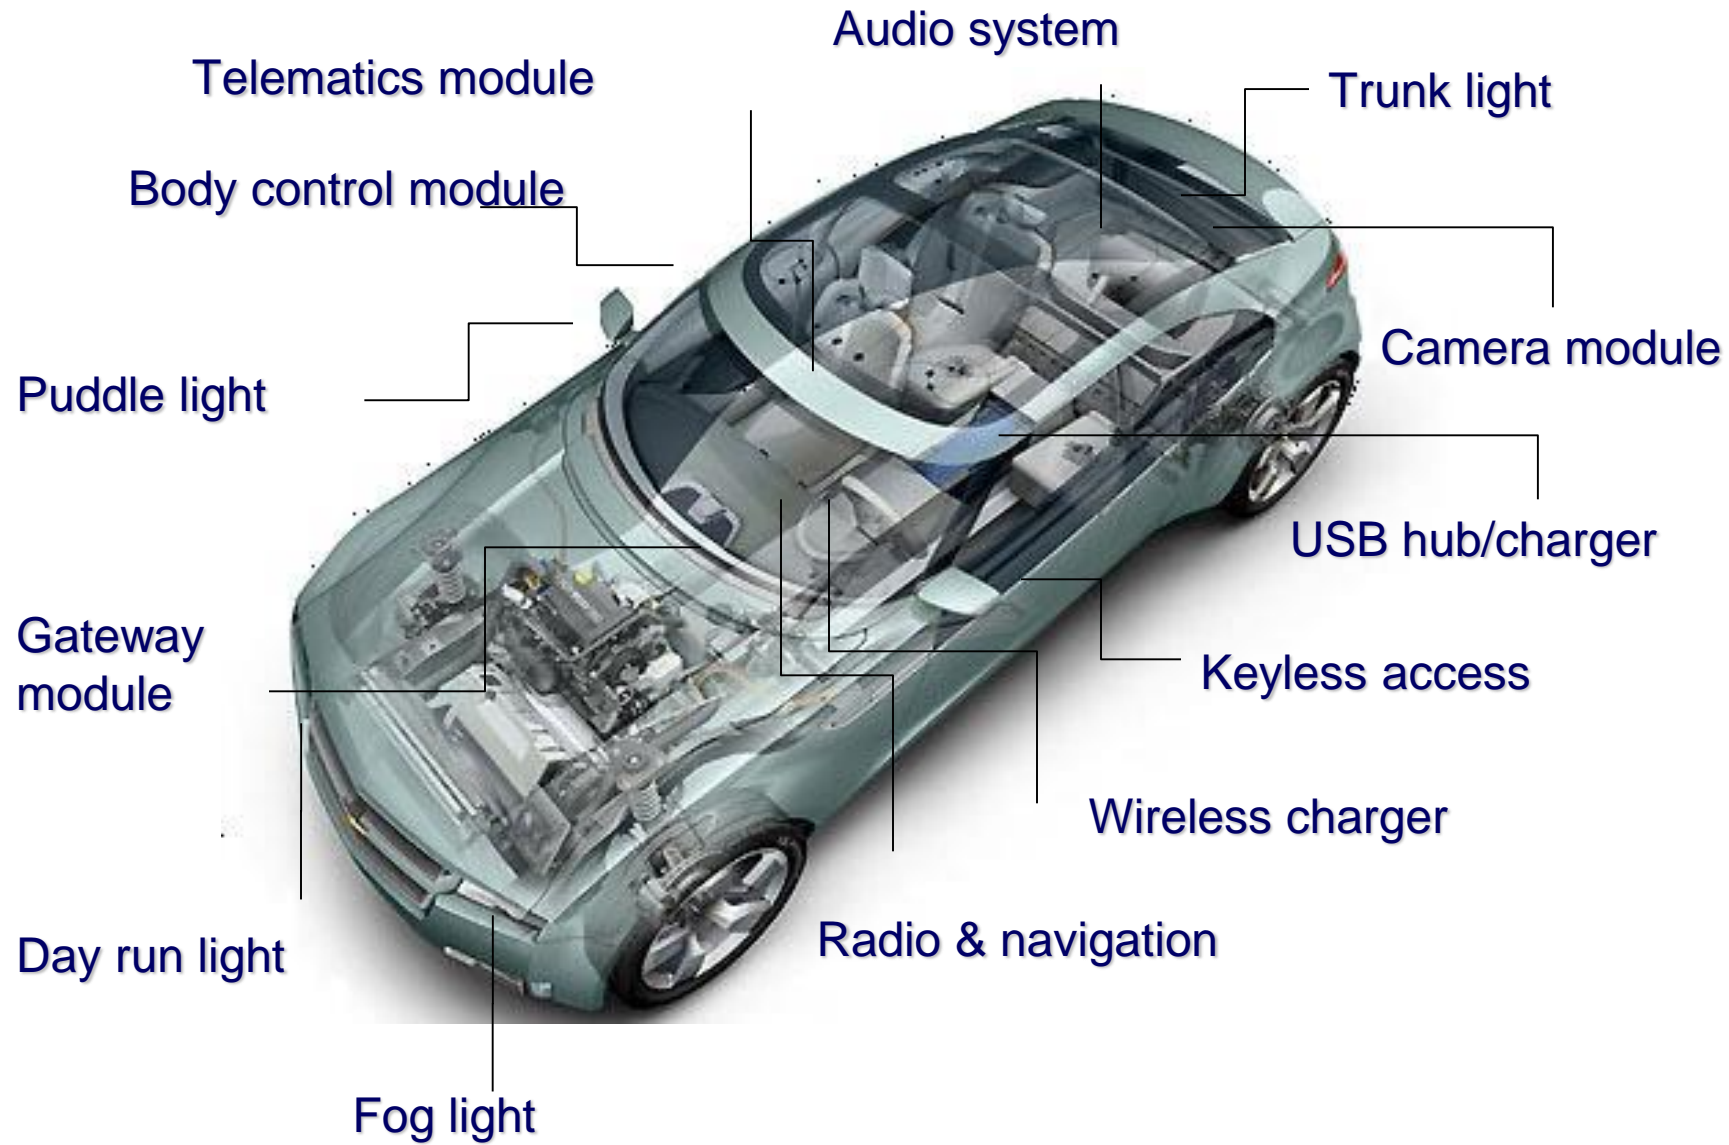 Audio system
Telematics module
Trunk light
Body control module
Camera module
Puddle light
USB hub/charger
Gateway
module
Keyless access
Wireless charger
Radio & navigation
Day run light
Fog light